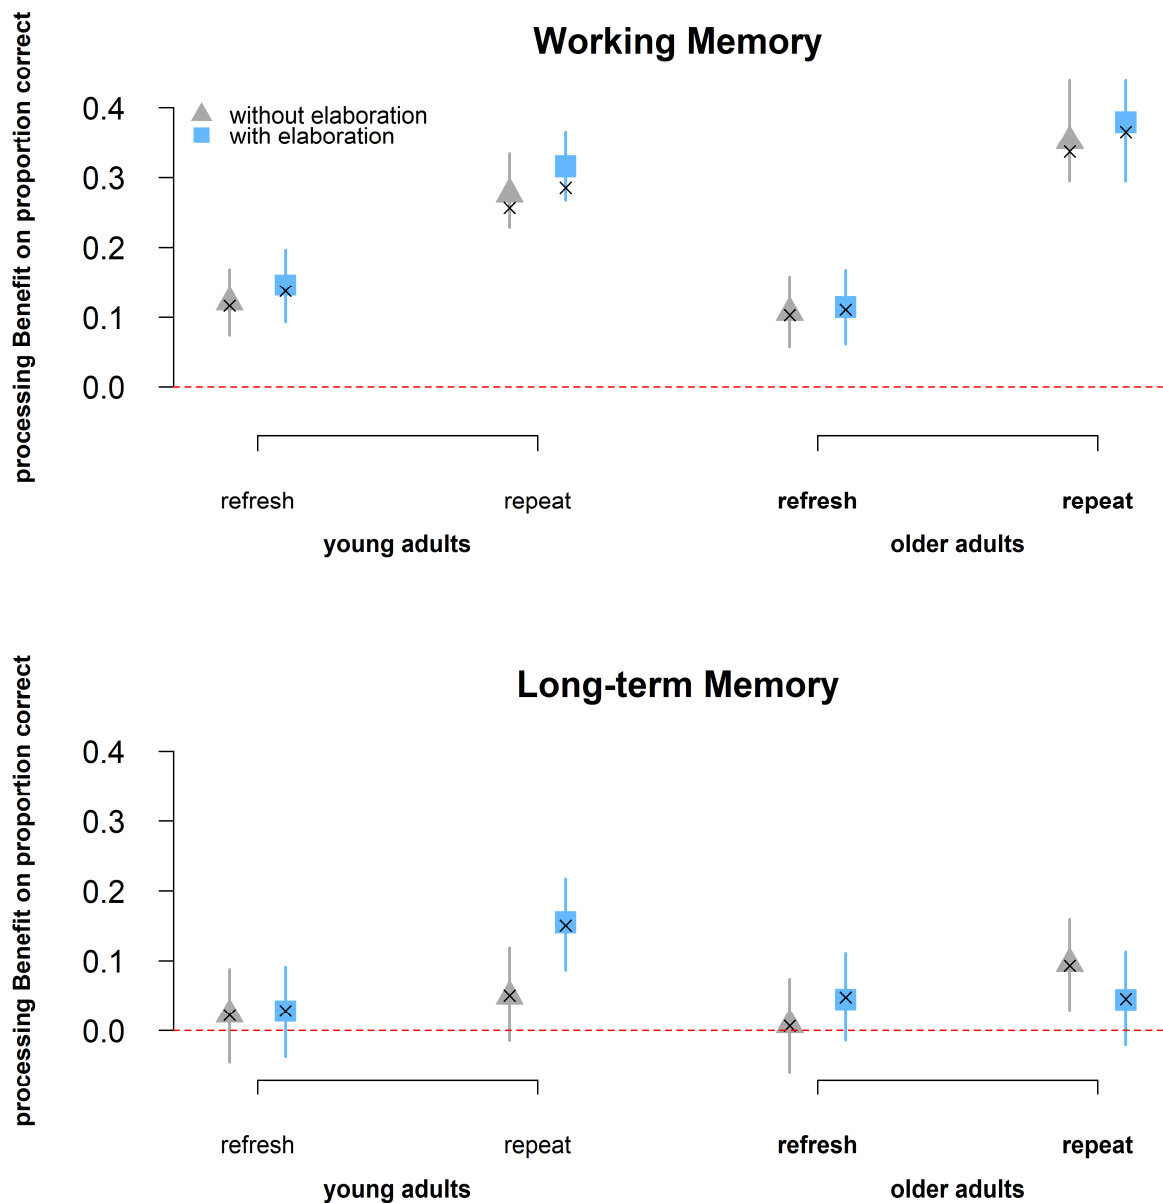 Working Memory
processing Benefit on proportion correct
without elaboration
with elaboration
0.4
0.3
0.2
0.1
0.0
refresh repeat refresh repeat
young adults older adults
Long-term Memory
processing Benefit on proportion correct
0.4
0.3
0.2
0.1
0.0
refresh repeat refresh repeat
young adults older adults